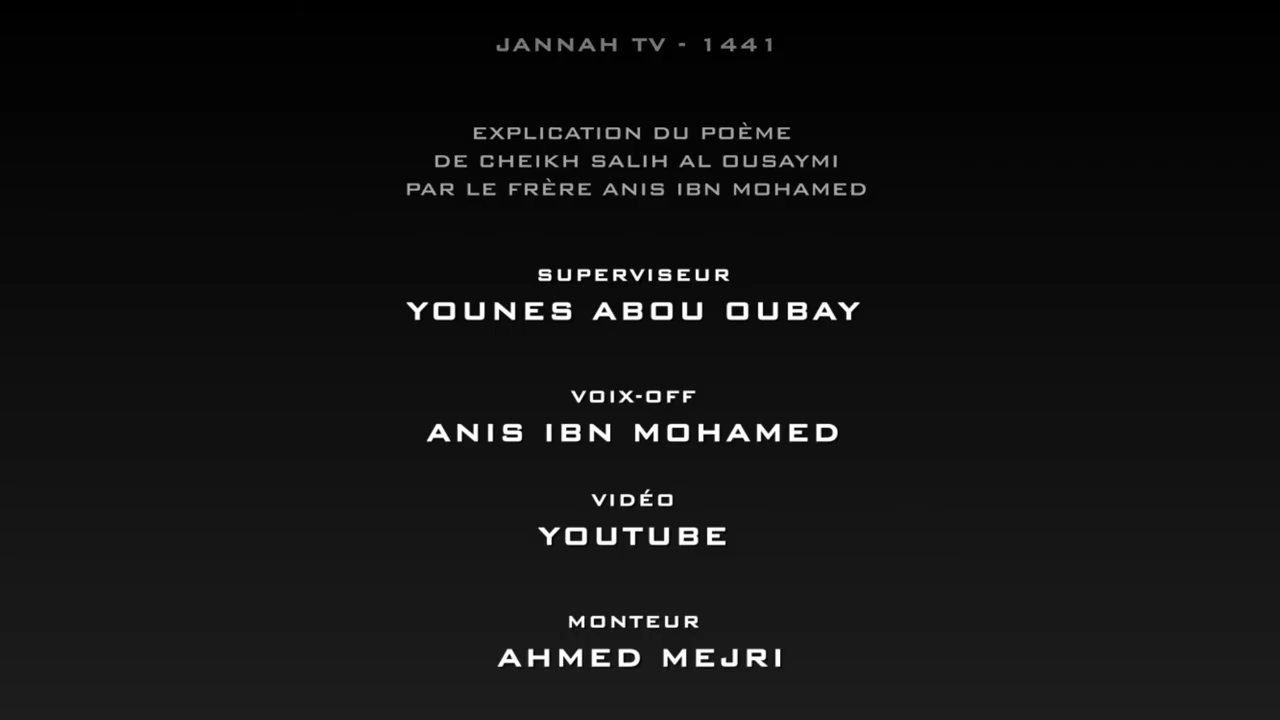 JANNAH TV - 1441
EXPLICATION DU POÈME
DE CHEIKH SALIH AL OUSAYMI
PAR LE FRÈRE ANIS IBN MOHAMED
SUPERVISEUR
YOUNES ABOU OUBAY
VOIX-OFF
ANIS IBN MOHAMED
VIDÉO
YOUTUBE
MONTEUR
AHMED MEJRI